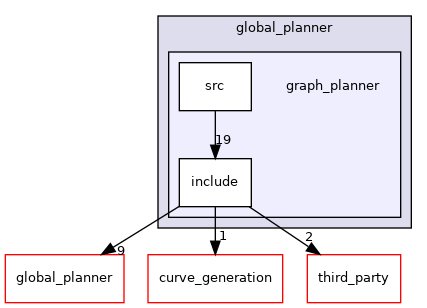 global_planner
src
graph_planner
19
include
9
1
2
global_planner
curve_generation
third_party